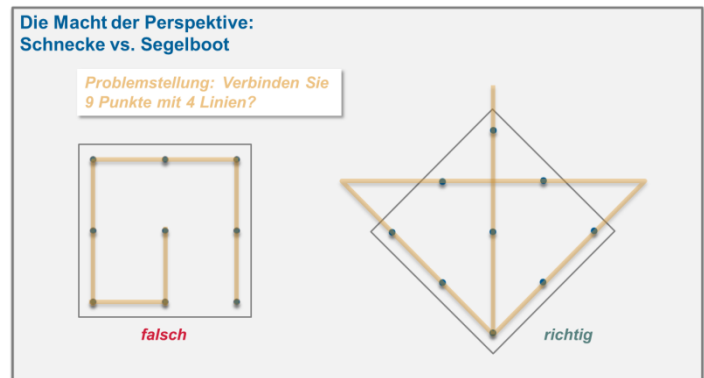 Die Macht der Perspektive:
Schnecke vs. Segelboot
Problemstellung: Verbinden Sie
9 Punkte mit 4 Linien?
falsch
richtig